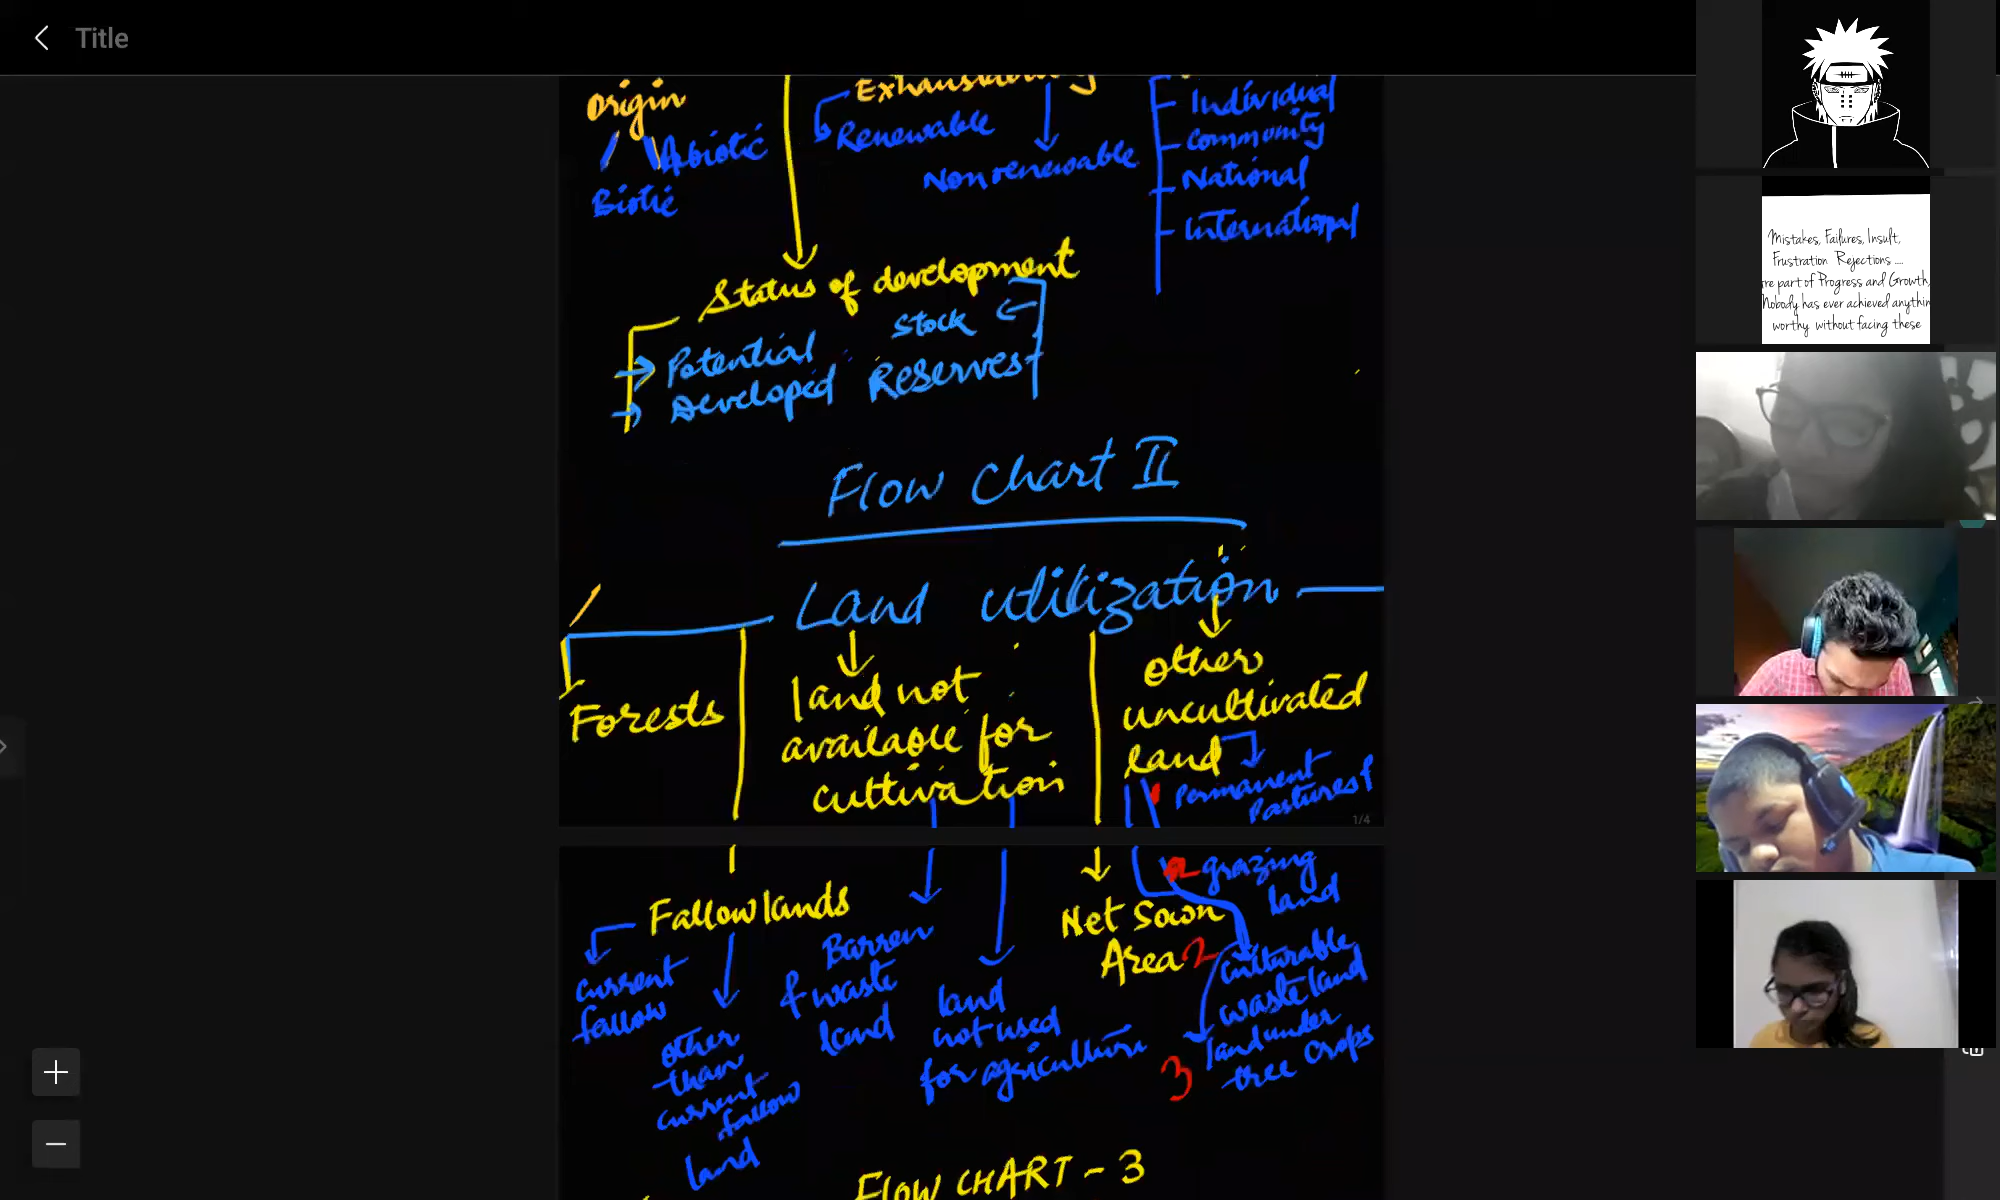 Title
Origin
Biotic
Abiotic
Exhaustibility
Renewable
Non renewable
Individual
Community
National
International
Status of development
Potential
Developed
Stock
Reserves
Flow Chart II
Land utilization
Forests
land not
available for
cultivation
other
uncultivated
land
1
Permanent
Pastures &
1/4
Fallow lands
current
fallow
other
than
current
fallow
land
Barren
& waste
land
land
not used
for agriculture
Net Sown
Area
grazing
land
2
culturable
waste land
3
land under
tree crops
FLOW CHART - 3
Mistakes, Failures, Insult,
Frustration Rejections ....
re part of Progress and Growth,
Nobody has ever achieved anythin
worthy without facing these